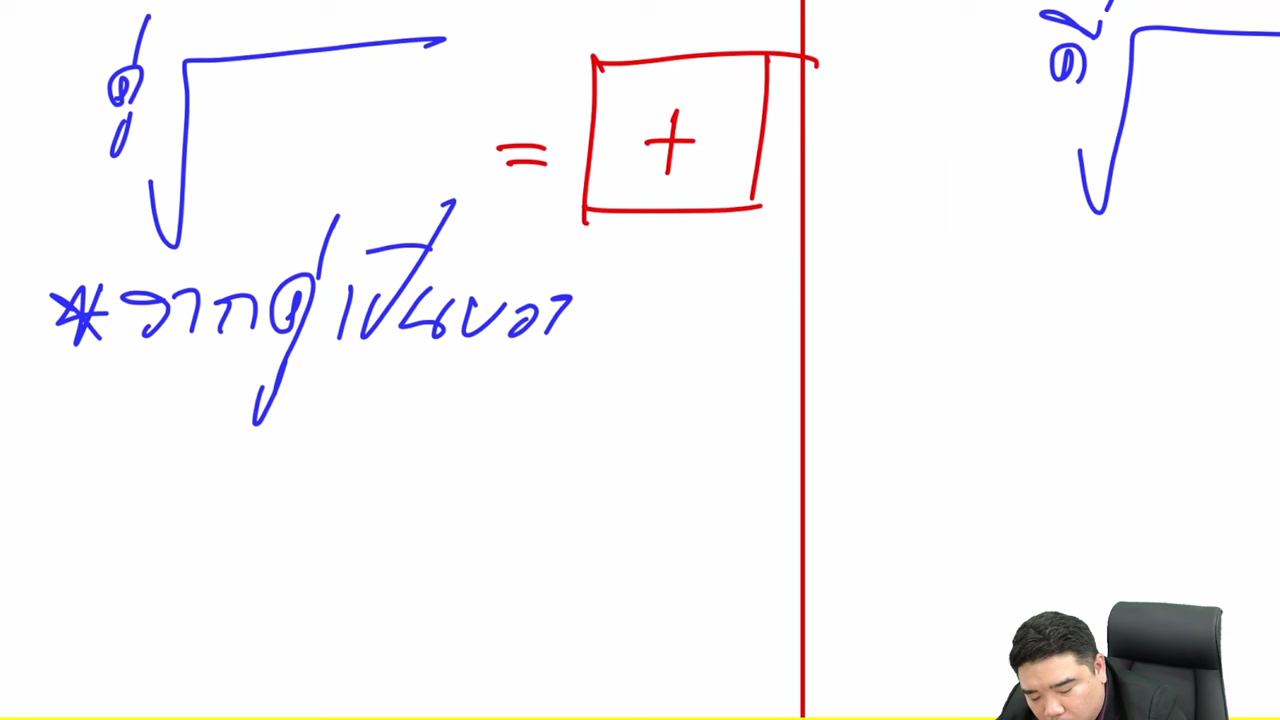 คู่√ = +
*รากคู่เป็นบวก
คี่√